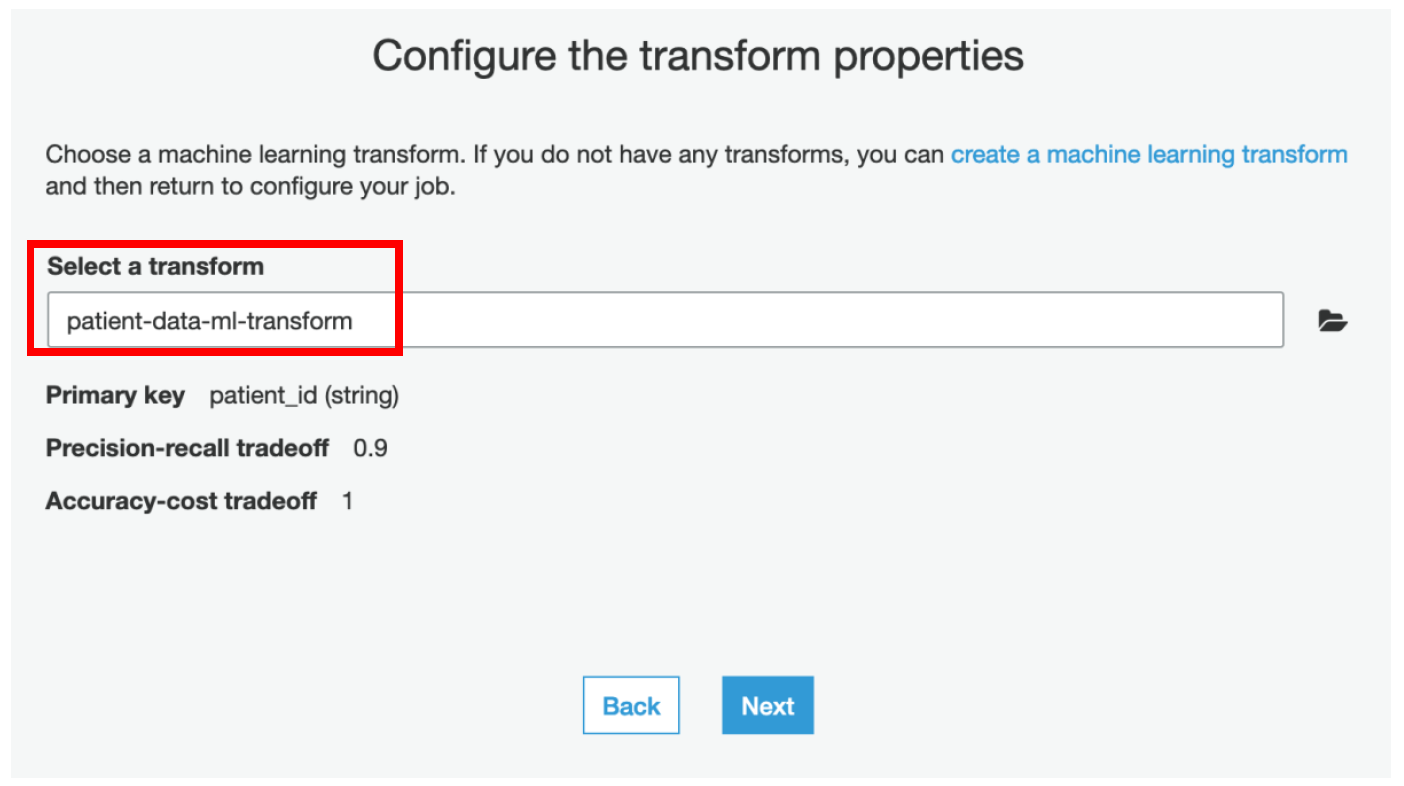 Configure the transform properties
Choose a machine learning transform. If you do not have any transforms, you can create a machine learning transform
and then return to configure your job.
Select a transform
patient-data-ml-transform
Primary key patient_id (string)
Precision-recall tradeoff 0.9
Accuracy-cost tradeoff 1
Back Next